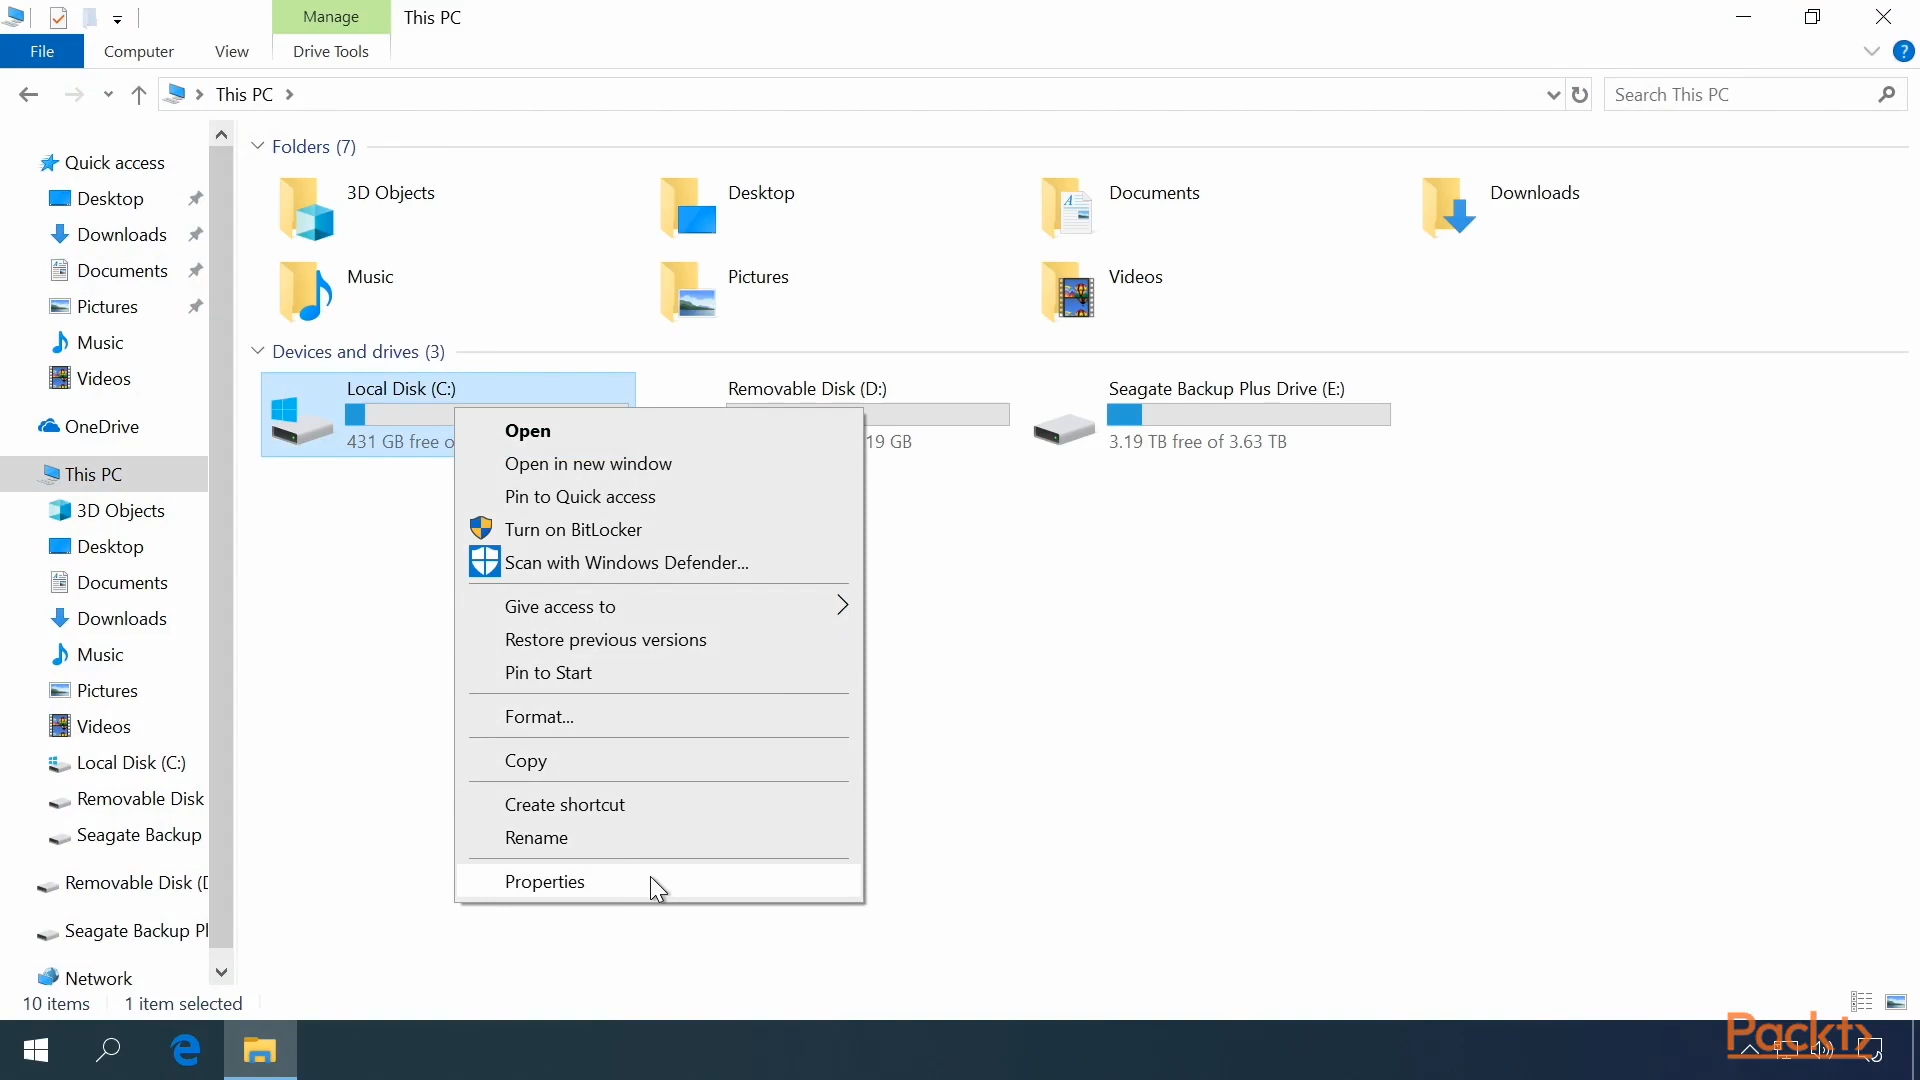 Manage
This PC
File
Computer
View
Drive Tools
?
This PC
Search This PC
Quick access
Desktop
Downloads
Documents
Pictures
Music
Videos
OneDrive
This PC
3D Objects
Desktop
Documents
Downloads
Music
Pictures
Videos
Local Disk (C:)
Removable Disk
Seagate Backup
Removable Disk (D
Seagate Backup Pl
Network
Folders (7)
3D Objects
Desktop
Documents
Downloads
Music
Pictures
Videos
Devices and drives (3)
Local Disk (C:)
431 GB free o
Removable Disk (D:)
19 GB
Seagate Backup Plus Drive (E:)
3.19 TB free of 3.63 TB
Open
Open in new window
Pin to Quick access
Turn on BitLocker
Scan with Windows Defender...
Give access to
Restore previous versions
Pin to Start
Format...
Copy
Create shortcut
Rename
Properties
10 items
1 item selected
Packt